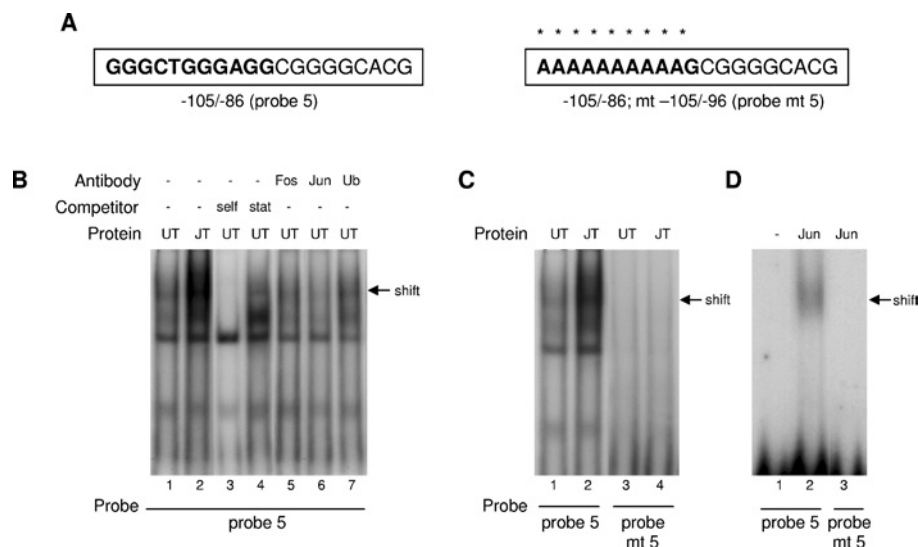 A
* * * * * * * * *
GGGCTGGGAGGCGGGGCACG
AAAAAAAAAAGCGGGGCACG
-105/-86 (probe 5)
-105/-86; mt –105/-96 (probe mt 5)
B
Antibody - - - - Fos Jun Ub
Competitor - - self stat - - -
Protein UT JT UT UT UT UT UT
shift
1 2 3 4 5 6 7
Probe
probe 5
C
Protein UT JT UT JT
shift
1 2 3 4
Probe
probe 5
probe mt 5
D
- Jun Jun
shift
1 2 3
probe 5
probe mt 5